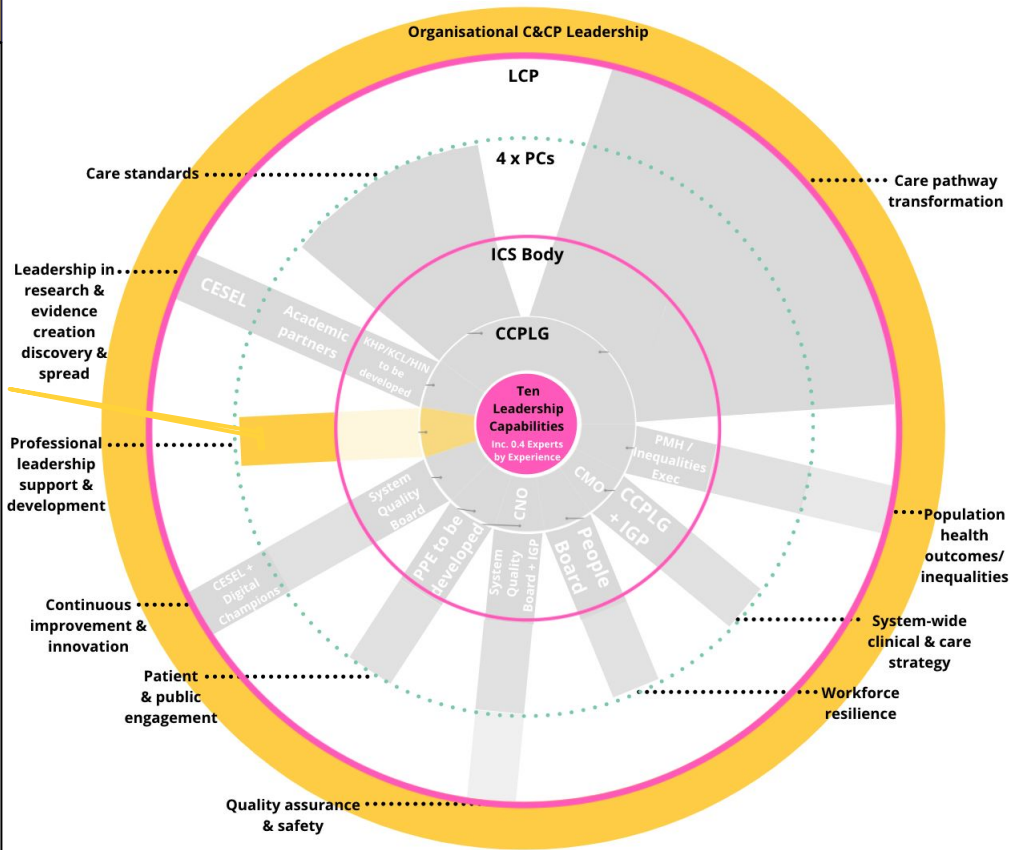 Organisational C&CP Leadership
LCP
4 x PCs
ICS Body
CCPLG
Ten
Leadership
Capabilities
Inc. 0.4 Experts
by Experience
Care pathway
transformation
PMH /
Inequalities
Exec
Population
health
outcomes/
inequalities
CMO
CCPLG
+ IGP
System-wide
clinical & care
strategy
People
Board
Workforce
resilience
CNO
System
Quality
Board + IGP
Quality assurance
& safety
PPE to be
developed
Patient
& public
engagement
System
Quality
Board
CESEL +
Digital
Champions
Continuous
improvement &
innovation
Professional
leadership
support &
development
CESEL
Academic
partners
KHP/KCL/HIN
to be
developed
Leadership in
research &
evidence
creation
discovery &
spread
Care standards